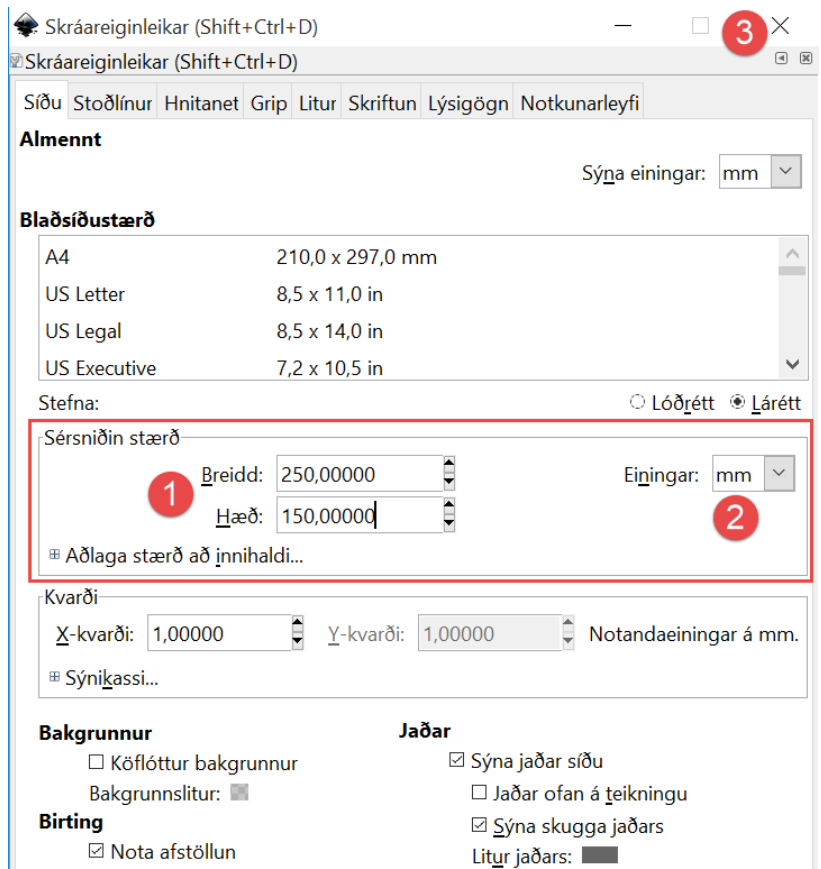 Skráareiginleikar (Shift+Ctrl+D)
3
Skráareiginleikar (Shift+Ctrl+D)
Síðu Stoðlínur Hnitanet Grip Litur Skriftun Lýsigögn Notkunarleyfi
Almennt
Sýna einingar: mm
Blaðsíðustærð
A4 210,0 x 297,0 mm
US Letter 8,5 x 11,0 in
US Legal 8,5 x 14,0 in
US Executive 7,2 x 10,5 in
Stefna: Lóðrétt Lárétt
Sérsniðin stærð
Breidd: 250,00000 Einingar: mm
1 2
Hæð: 150,00000
Aðlaga stærð að innihaldi...
Kvarði
X-kvarði: 1,00000 Y-kvarði: 1,00000 Notandaeiningar á mm.
Sýnikassi...
Bakgrunnur
Köflóttur bakgrunnur
Bakgrunnslitur:
Birting
Nota afstöllun
Jaðar
Sýna jaðar síðu
Jaðar ofan á teikningu
Sýna skugga jaðars
Litur jaðars: